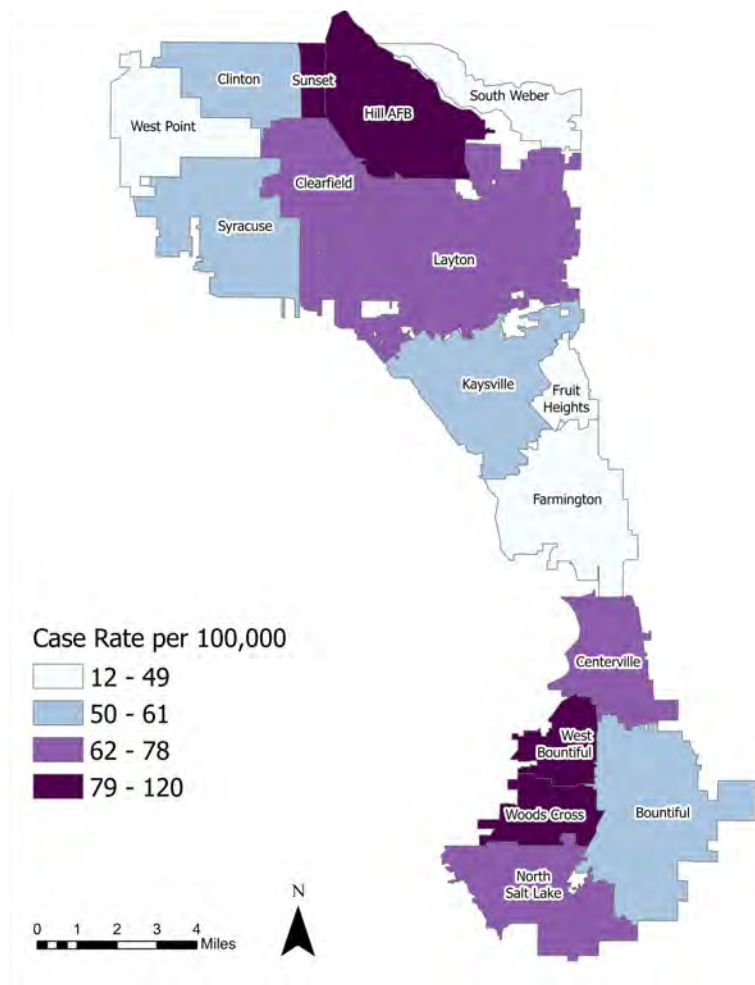 Clinton
Sunset
South Weber
Hill AFB
West Point
Clearfield
Syracuse
Layton
Kaysville
Fruit
Heights
Farmington
Case Rate per 100,000
12 - 49
50 - 61
62 - 78
79 - 120
Centerville
West
Bountiful
Woods Cross
Bountiful
North
Salt Lake
N
0 1 2 3 4
Miles